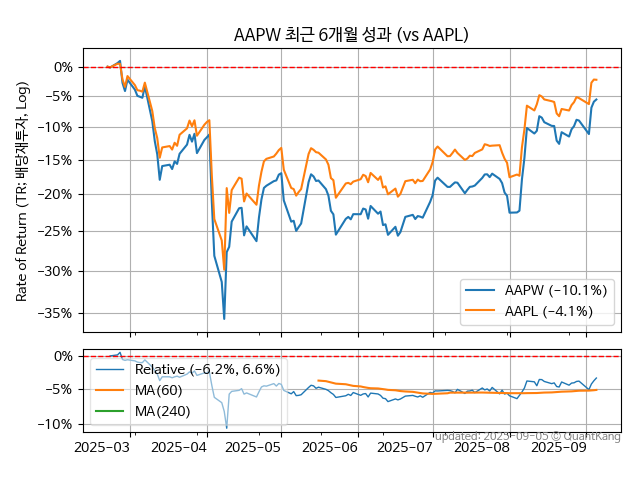 AAPW 최근 6개월 성과 (vs AAPL)
Rate of Return (TR: 배당재투자, Log)
0%
−5%
−10%
−15%
−20%
−25%
−30%
−35%
AAPW (−10.1%)
AAPL (−4.1%)
0%
−5%
−10%
Relative (−6.2%, 6.6%)
MA(60)
MA(240)
2025−03
2025−04
2025−05
2025−06
2025−07
2025−08
2025−09
updated: 2025−09−05 © QuantKang